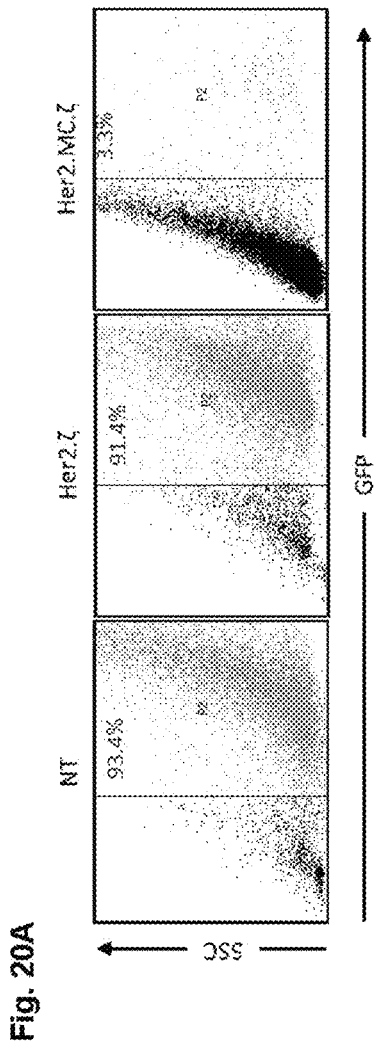 Fig. 20A
NT
Her2.ζ
Her2.MC.ζ
93.4%
P2
91.4%
P2
3.3%
P2
SSC
GFP